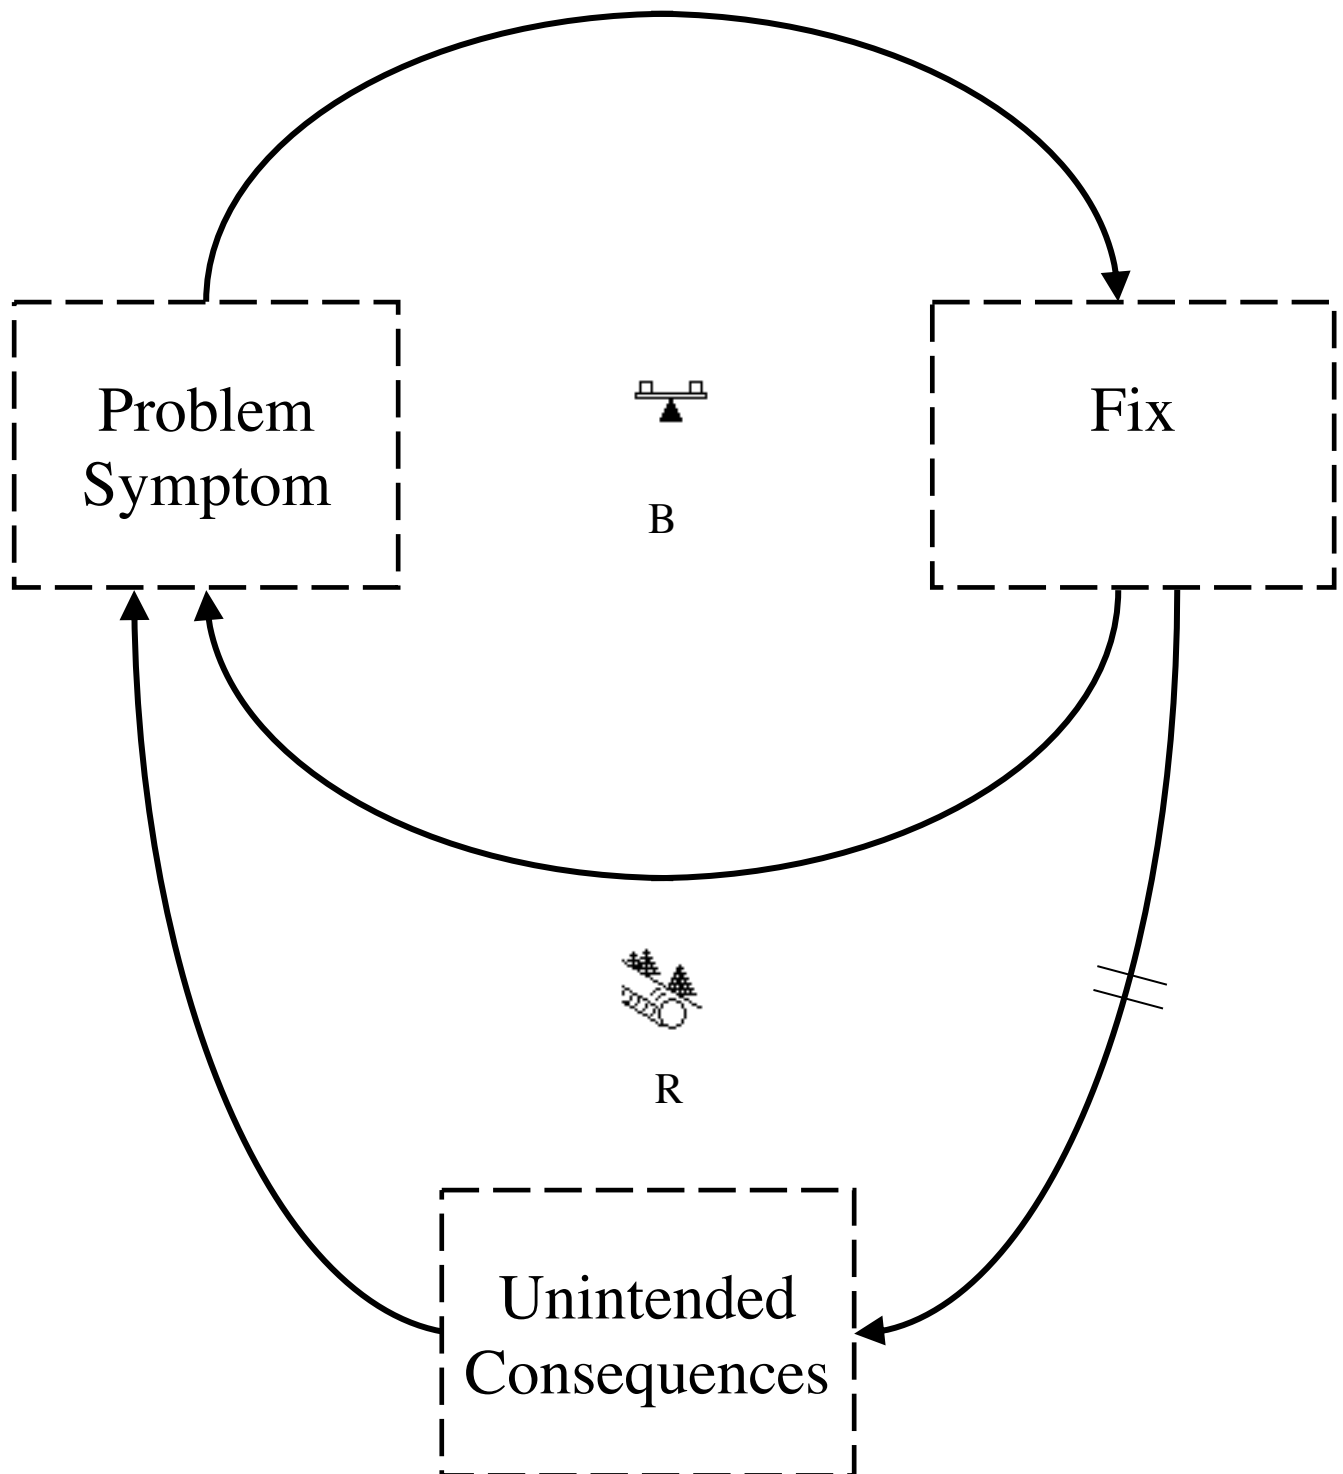 Problem
Symptom
Fix
B
R
Unintended
Consequences